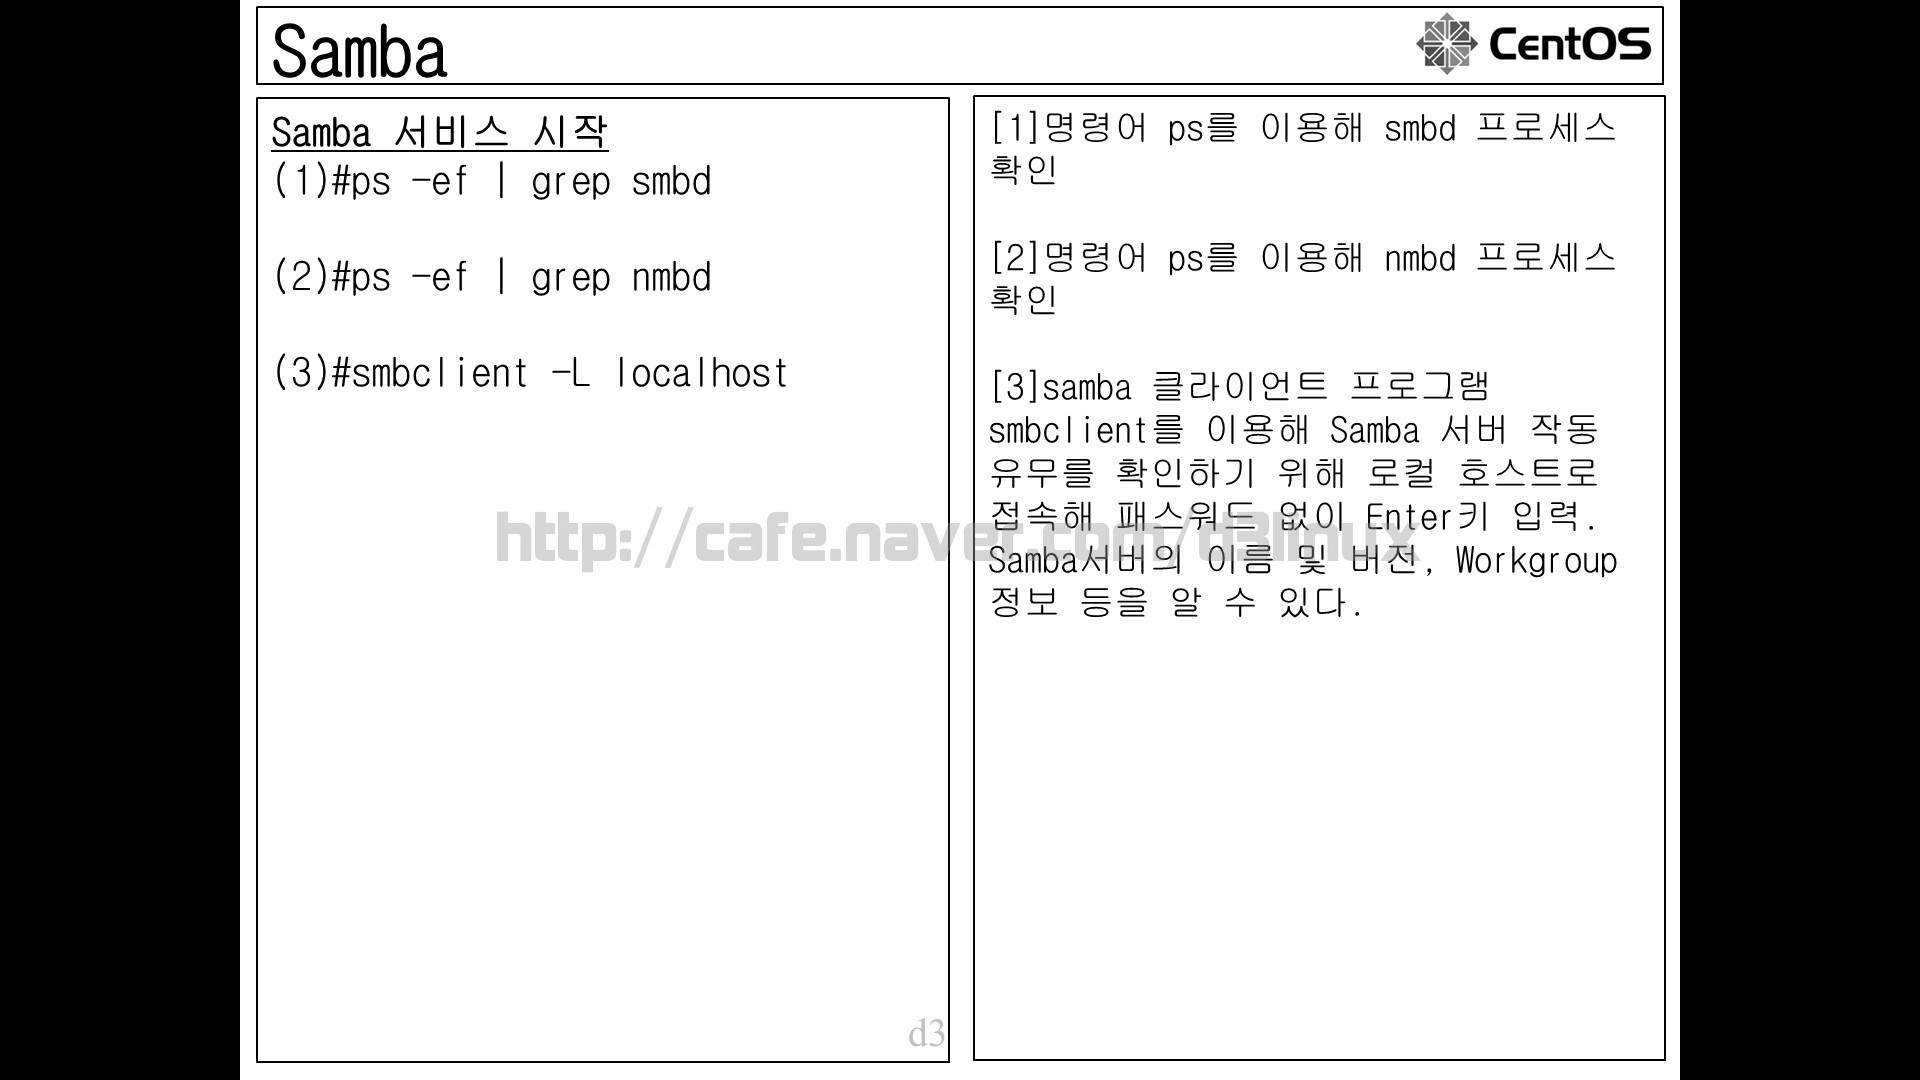 Samba
CentOS
Samba 서비스 시작
(1)#ps -ef | grep smbd
(2)#ps -ef | grep nmbd
(3)#smbclient -L localhost
[1]명령어 ps를 이용해 smbd 프로세스
확인
[2]명령어 ps를 이용해 nmbd 프로세스
확인
[3]samba 클라이언트 프로그램
smbclient를 이용해 Samba 서버 작동
유무를 확인하기 위해 로컬 호스트로
접속해 패스워드 없이 Enter키 입력.
Samba서버의 이름 및 버전, Workgroup
정보 등을 알 수 있다.
http://cafe.naver.com/d3linux
d3